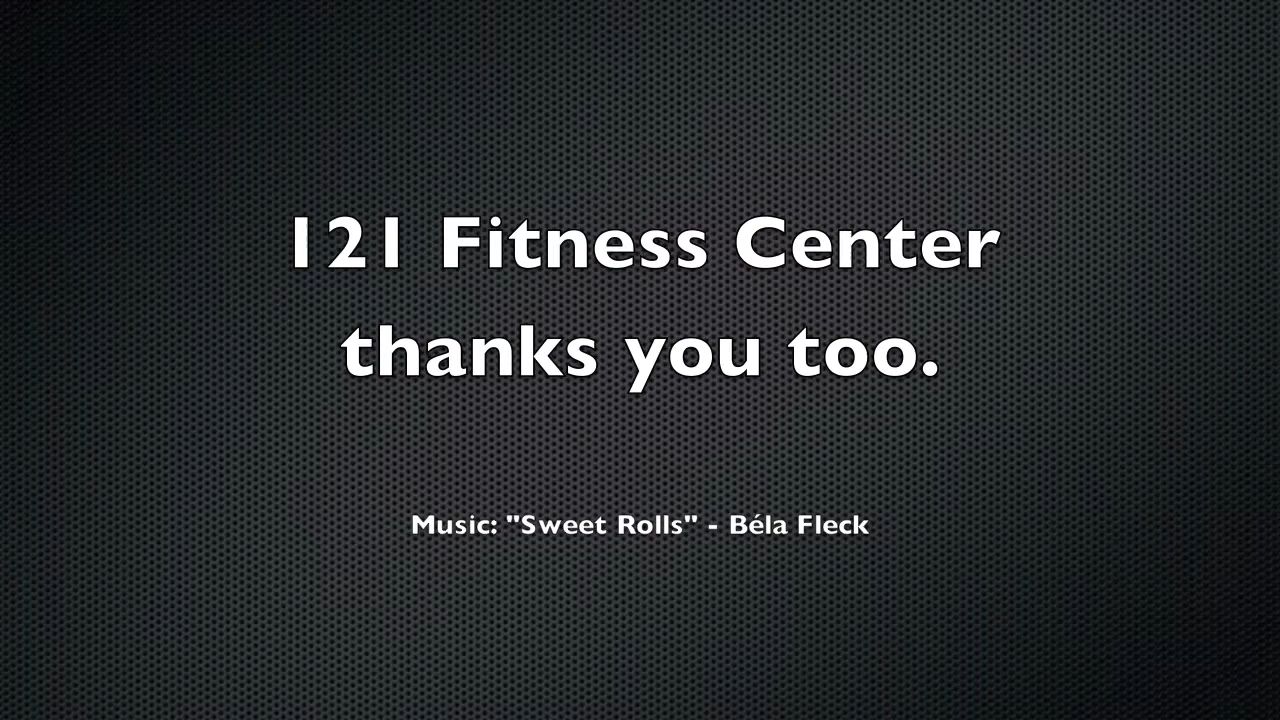 121 Fitness Center
thanks you too.
Music: "Sweet Rolls" - Béla Fleck